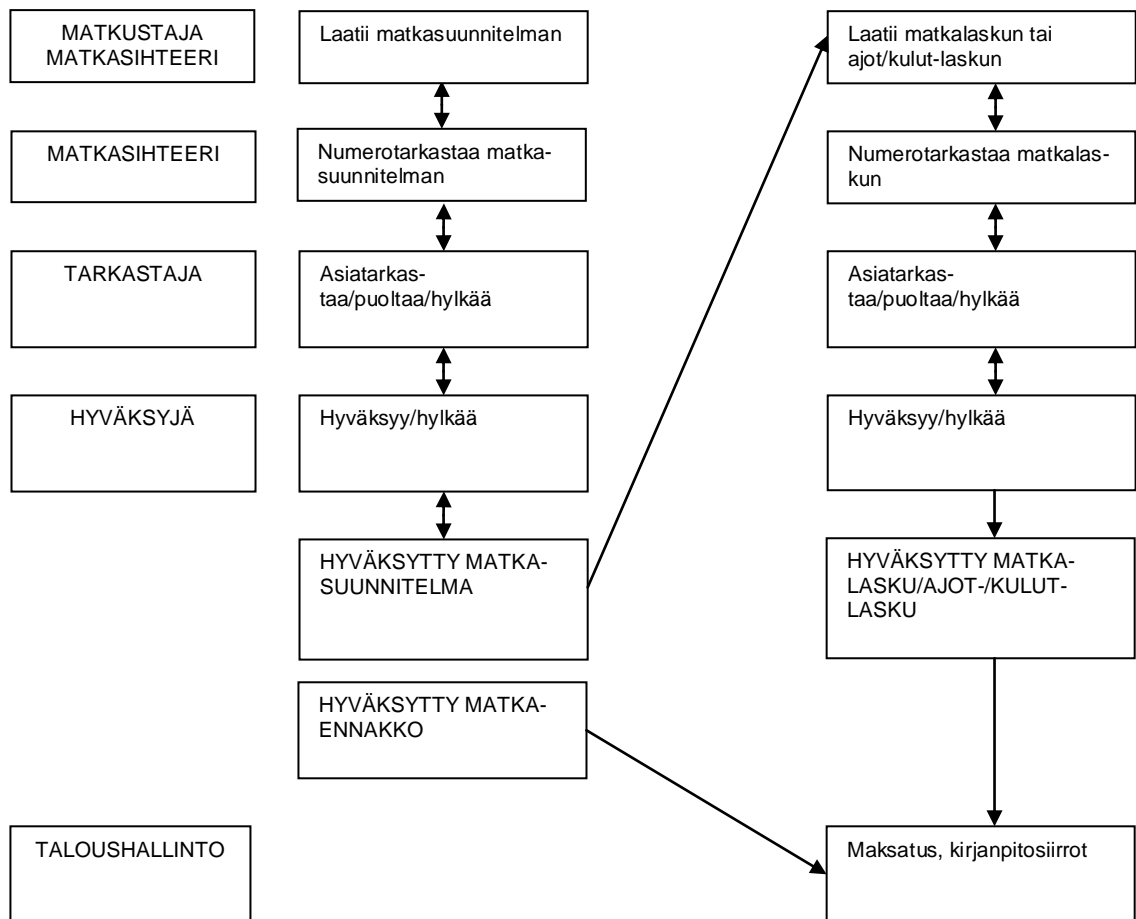 MATKUSTAJA
MATKASIHTEERI
Laatii matkasuunnitelman
Laatii matkalaskun tai
ajot/kulut-laskun
MATKASIHTEERI
Numerotarkastaa matka-
suunnitelman
Numerotarkastaa matkalas-
kun
TARKASTAJA
Asiatarkas-
taa/puoltaa/hylkää
Asiatarkas-
taa/puoltaa/hylkää
HYVÄKSYJÄ
Hyväksyy/hylkää
Hyväksyy/hylkää
HYVÄKSYTTY MATKA-
SUUNNITELMA
HYVÄKSYTTY MATKA-
LASKU/AJOT-/KULUT-
LASKU
HYVÄKSYTTY MATKA-
ENNAKKO
TALOUSHALLINTO
Maksatus, kirjanpitosiirrot